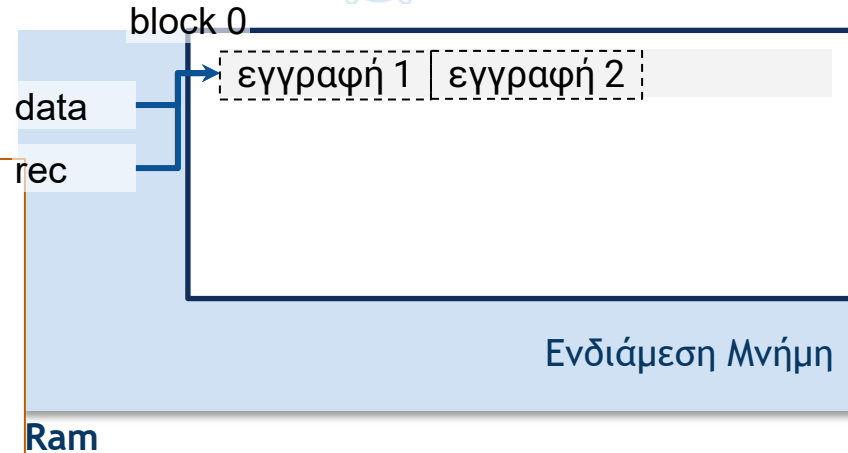 block 0
εγγραφή 1 εγγραφή 2
data
rec
Ενδιάμεση Μνήμη
Ram